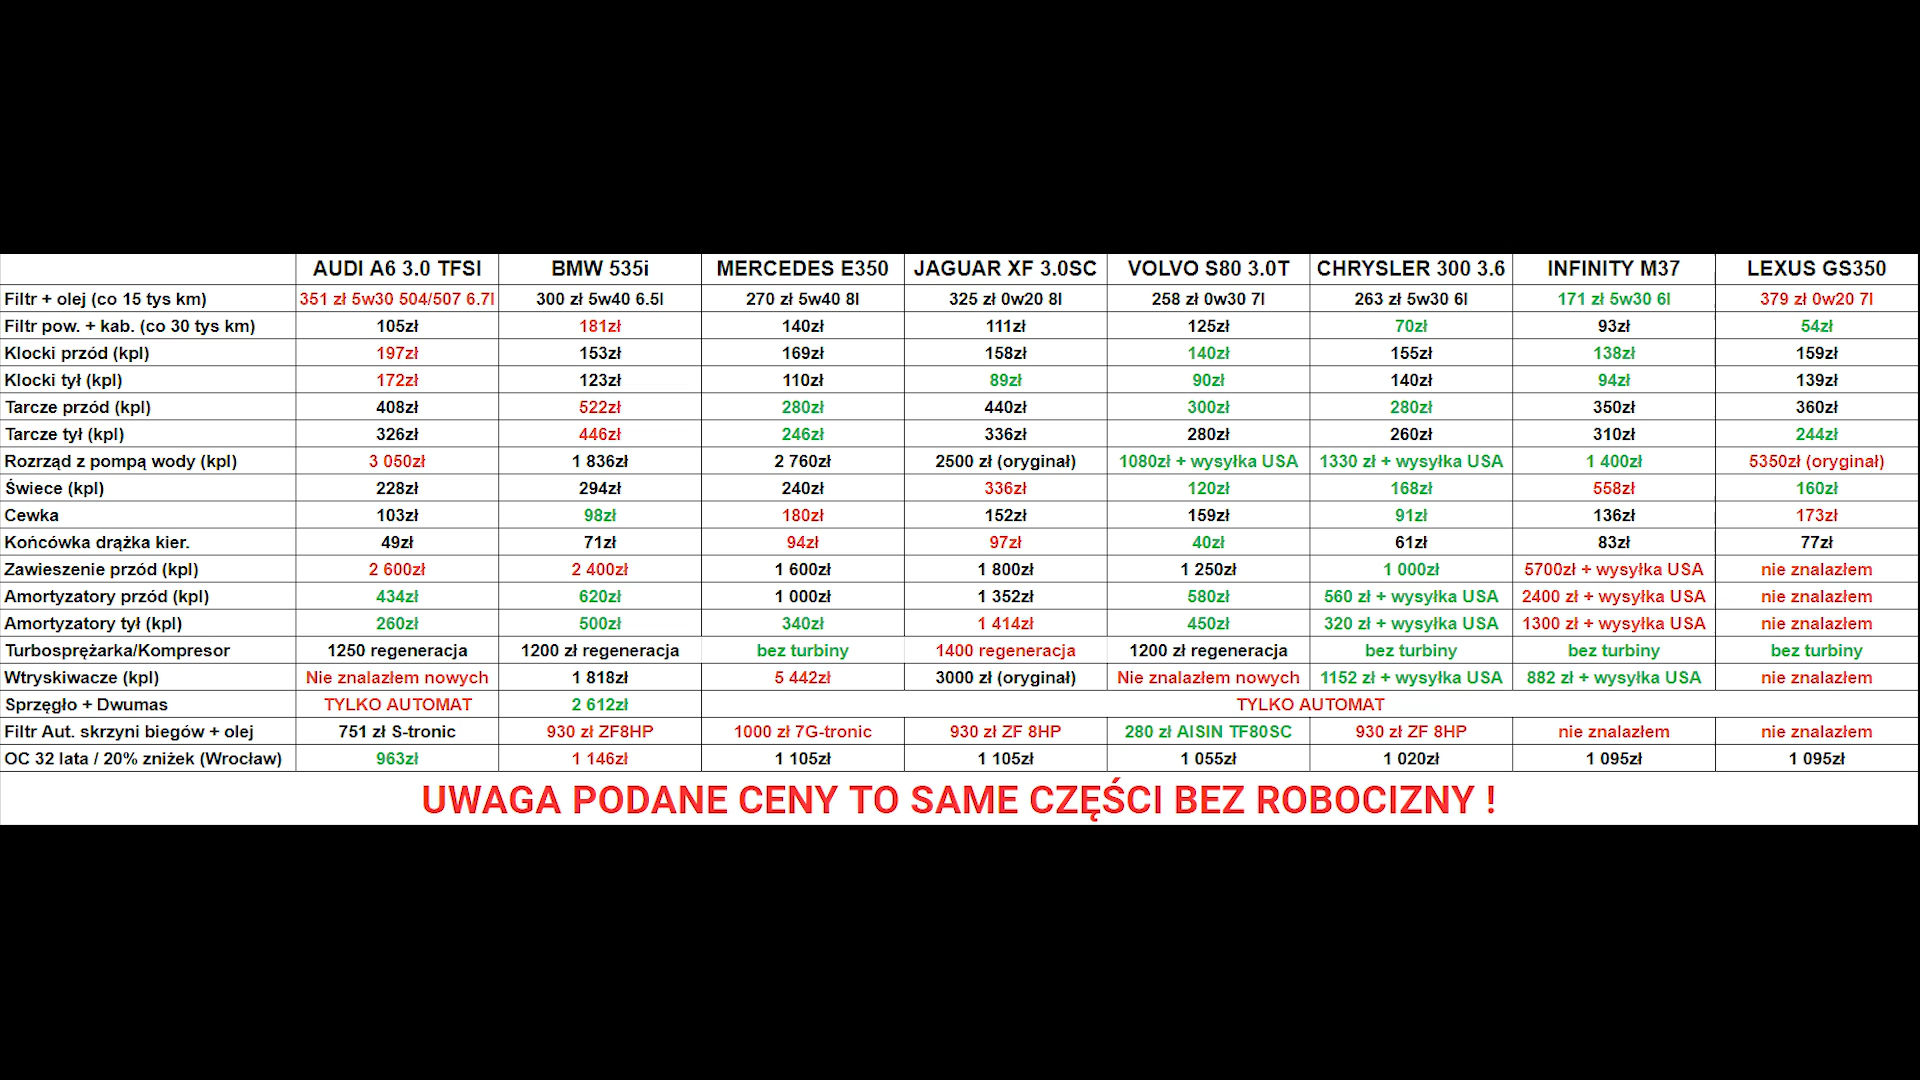 AUDI A6 3.0 TFSI BMW 535i MERCEDES E350 JAGUAR XF 3.0SC VOLVO S80 3.0T CHRYSLER 300 3.6 INFINITY M37 LEXUS GS350
Filtr + olej (co 15 tys km) 351 zł 5w30 504/507 6.7l 300 zł 5w40 6.5l 270 zł 5w40 8l 325 zł 0w20 8l 258 zł 0w30 7l 263 zł 5w30 6l 171 zł 5w30 6l 379 zł 0w20 7l
Filtr pow. + kab. (co 30 tys km) 105zł 181zł 140zł 111zł 125zł 70zł 93zł 54zł
Klocki przód (kpl) 197zł 153zł 169zł 158zł 140zł 155zł 138zł 159zł
Klocki tył (kpl) 172zł 123zł 110zł 89zł 90zł 140zł 94zł 139zł
Tarcze przód (kpl) 408zł 522zł 280zł 440zł 300zł 280zł 350zł 360zł
Tarcze tył (kpl) 326zł 446zł 246zł 336zł 280zł 260zł 310zł 244zł
Rozrząd z pompą wody (kpl) 3 050zł 1 836zł 2 760zł 2500 zł (oryginał) 1080zł + wysyłka USA 1330 zł + wysyłka USA 1 400zł 5350zł (oryginał)
Świece (kpl) 228zł 294zł 240zł 336zł 120zł 168zł 558zł 160zł
Cewka 103zł 98zł 180zł 152zł 159zł 91zł 136zł 173zł
Końcówka drążka kier. 49zł 71zł 94zł 97zł 40zł 61zł 83zł 77zł
Zawieszenie przód (kpl) 2 600zł 2 400zł 1 600zł 1 800zł 1 250zł 1 000zł 5700zł + wysyłka USA nie znalazłem
Amortyzatory przód (kpl) 434zł 620zł 1 000zł 1 352zł 580zł 560 zł + wysyłka USA 2400 zł + wysyłka USA nie znalazłem
Amortyzatory tył (kpl) 260zł 500zł 340zł 1 414zł 450zł 320 zł + wysyłka USA 1300 zł + wysyłka USA nie znalazłem
Turbosprężarka/Kompresor 1250 regeneracja 1200 zł regeneracja bez turbiny 1400 regeneracja 1200 zł regeneracja bez turbiny bez turbiny bez turbiny
Wtryskiwacze (kpl) Nie znalazłem nowych 1 818zł 5 442zł 3000 zł (oryginał) Nie znalazłem nowych 1152 zł + wysyłka USA 882 zł + wysyłka USA nie znalazłem
Sprzęgło + Dwumas TYLKO AUTOMAT 2 612zł TYLKO AUTOMAT
Filtr Aut. skrzyni biegów + olej 751 zł S-tronic 930 zł ZF8HP 1000 zł 7G-tronic 930 zł ZF 8HP 280 zł AISIN TF80SC 930 zł ZF 8HP nie znalazłem nie znalazłem
OC 32 lata / 20% zniżek (Wrocław) 963zł 1 146zł 1 105zł 1 105zł 1 055zł 1 020zł 1 095zł 1 095zł
UWAGA PODANE CENY TO SAME CZĘŚCI BEZ ROBOCIZNY !